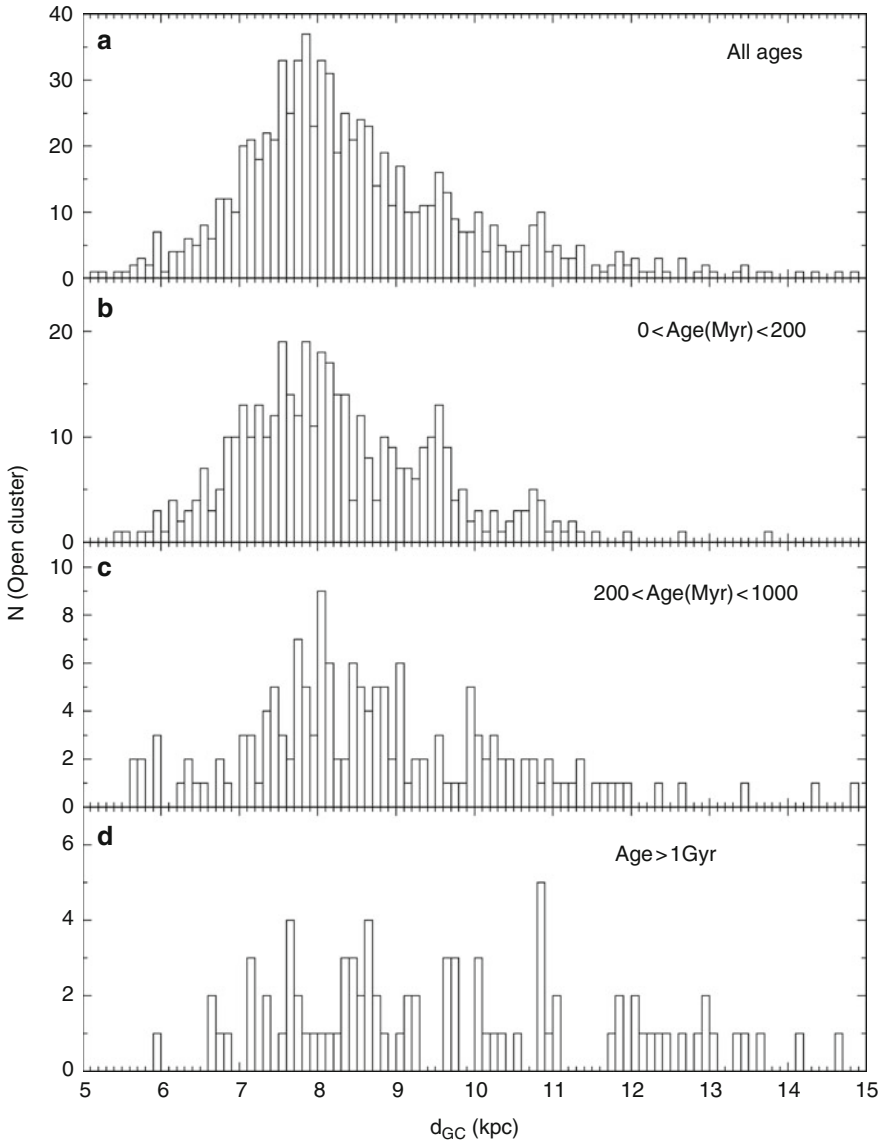 a
All ages
40
30
20
10
0
b
0<Age(Myr)<200
20
10
0
c
200<Age(Myr)<1000
10
8
6
4
2
0
d
Age>1Gyr
6
4
2
0
N (Open cluster)
5 6 7 8 9 10 11 12 13 14 15
d_GC (kpc)